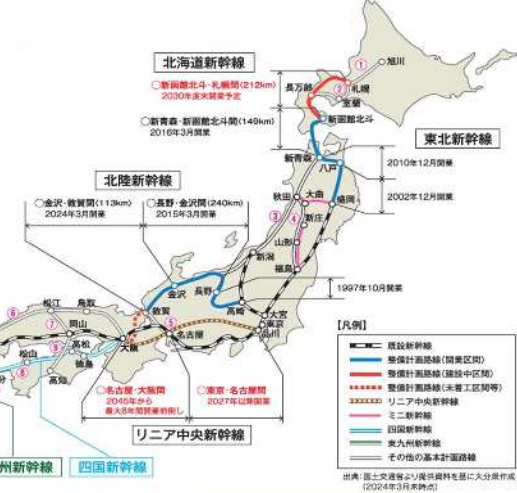 北海道新幹線
○新函館北斗・札幌間(212km)
2030年度末開業予定
○新青森・新函館北斗間(149km)
2016年3月開業
①
旭川
②
長万部
札幌
室蘭
新函館北斗
東北新幹線
新青森
八戸
2010年12月開業
2002年12月開業
北陸新幹線
○金沢・敦賀間(113km)
2024年3月開業
○長野・金沢間(240km)
2015年3月開業
秋田
大曲
盛岡
③
④
新庄
山形
新潟
福島
1997年10月開業
金沢
長野
高崎
大宮
東京
品川
敦賀
⑤
名古屋
大阪
⑥
松江
鳥取
⑦
岡山
⑧
松山
高松
⑨
徳島
高知
分
○名古屋・大阪間
2045年から
最大8年間開業前倒し
○東京・名古屋間
2027年以降開業
リニア中央新幹線
州新幹線
四国新幹線
【凡例】
既設新幹線
整備計画路線(開業区間)
整備計画路線(建設中区間)
整備計画路線(未着工区間等)
リニア中央新幹線
ミニ新幹線
四国新幹線
東九州新幹線
その他の基本計画路線
出典:国土交通省より提供資料を基に大分県作成
(2024年3月末時点)